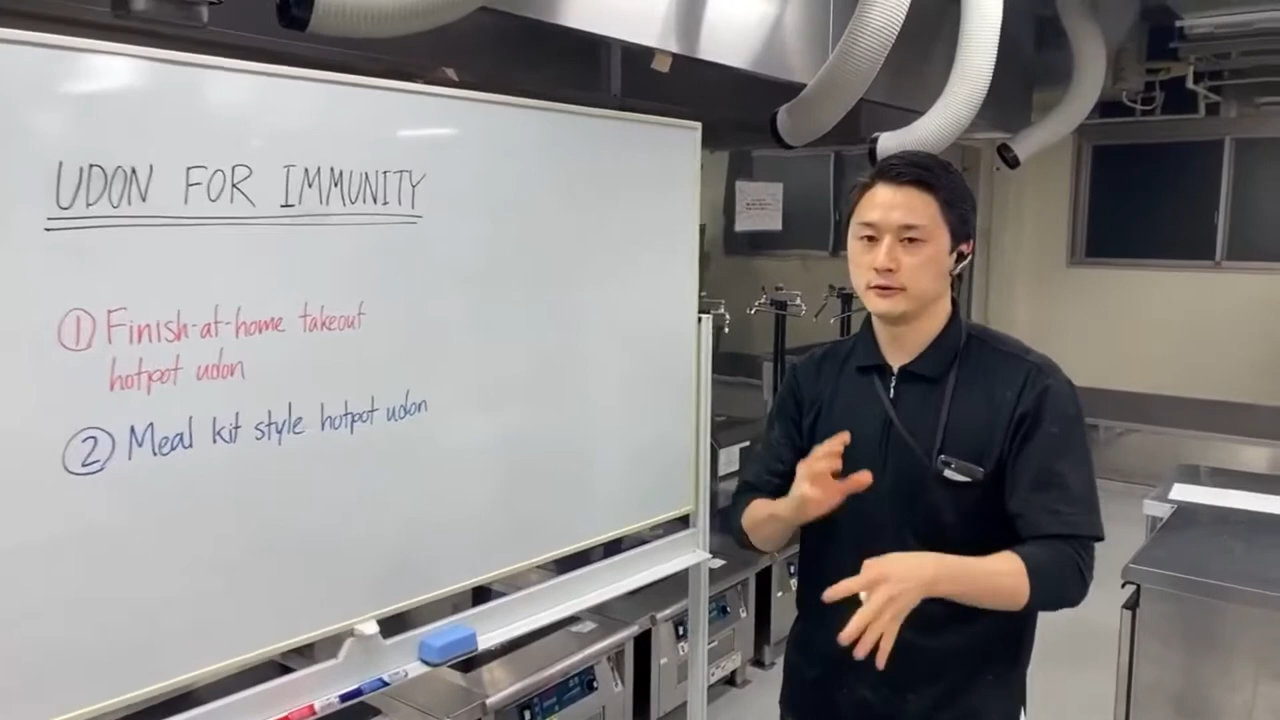 UDON FOR IMMUNITY
① Finish-at-home takeout
hotpot udon
② Meal kit style hotpot udon